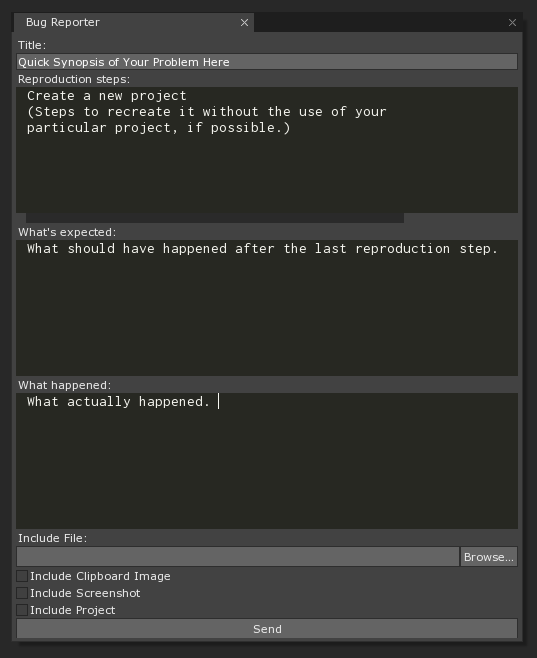 Bug Reporter
Title:
Quick Synopsis of Your Problem Here
Reproduction steps:
Create a new project
(Steps to recreate it without the use of your
particular project, if possible.)
What's expected:
What should have happened after the last reproduction step.
What happened:
What actually happened.
Include File:
Browse...
Include Clipboard Image
Include Screenshot
Include Project
Send